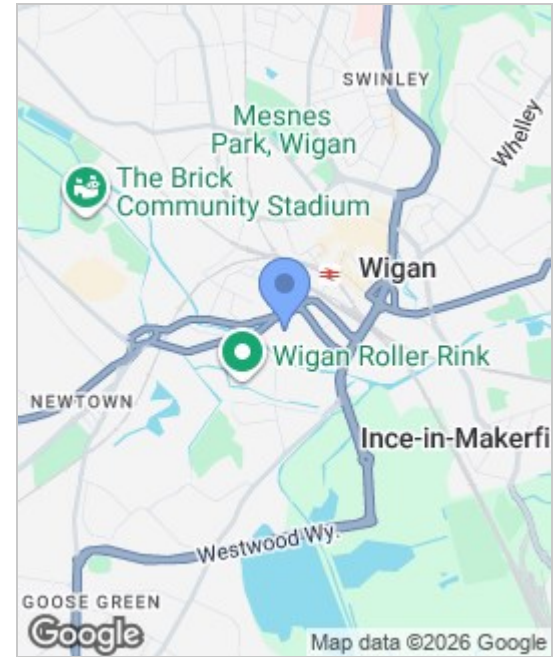 SWINLEY
Mesnes
Park, Wigan
Whelley
The Brick
Community Stadium
Wigan
Wigan Roller Rink
NEWTOWN
Ince-in-Makerfi
Westwood Wy.
GOOSE GREEN
Google
Map data ©2026 Google